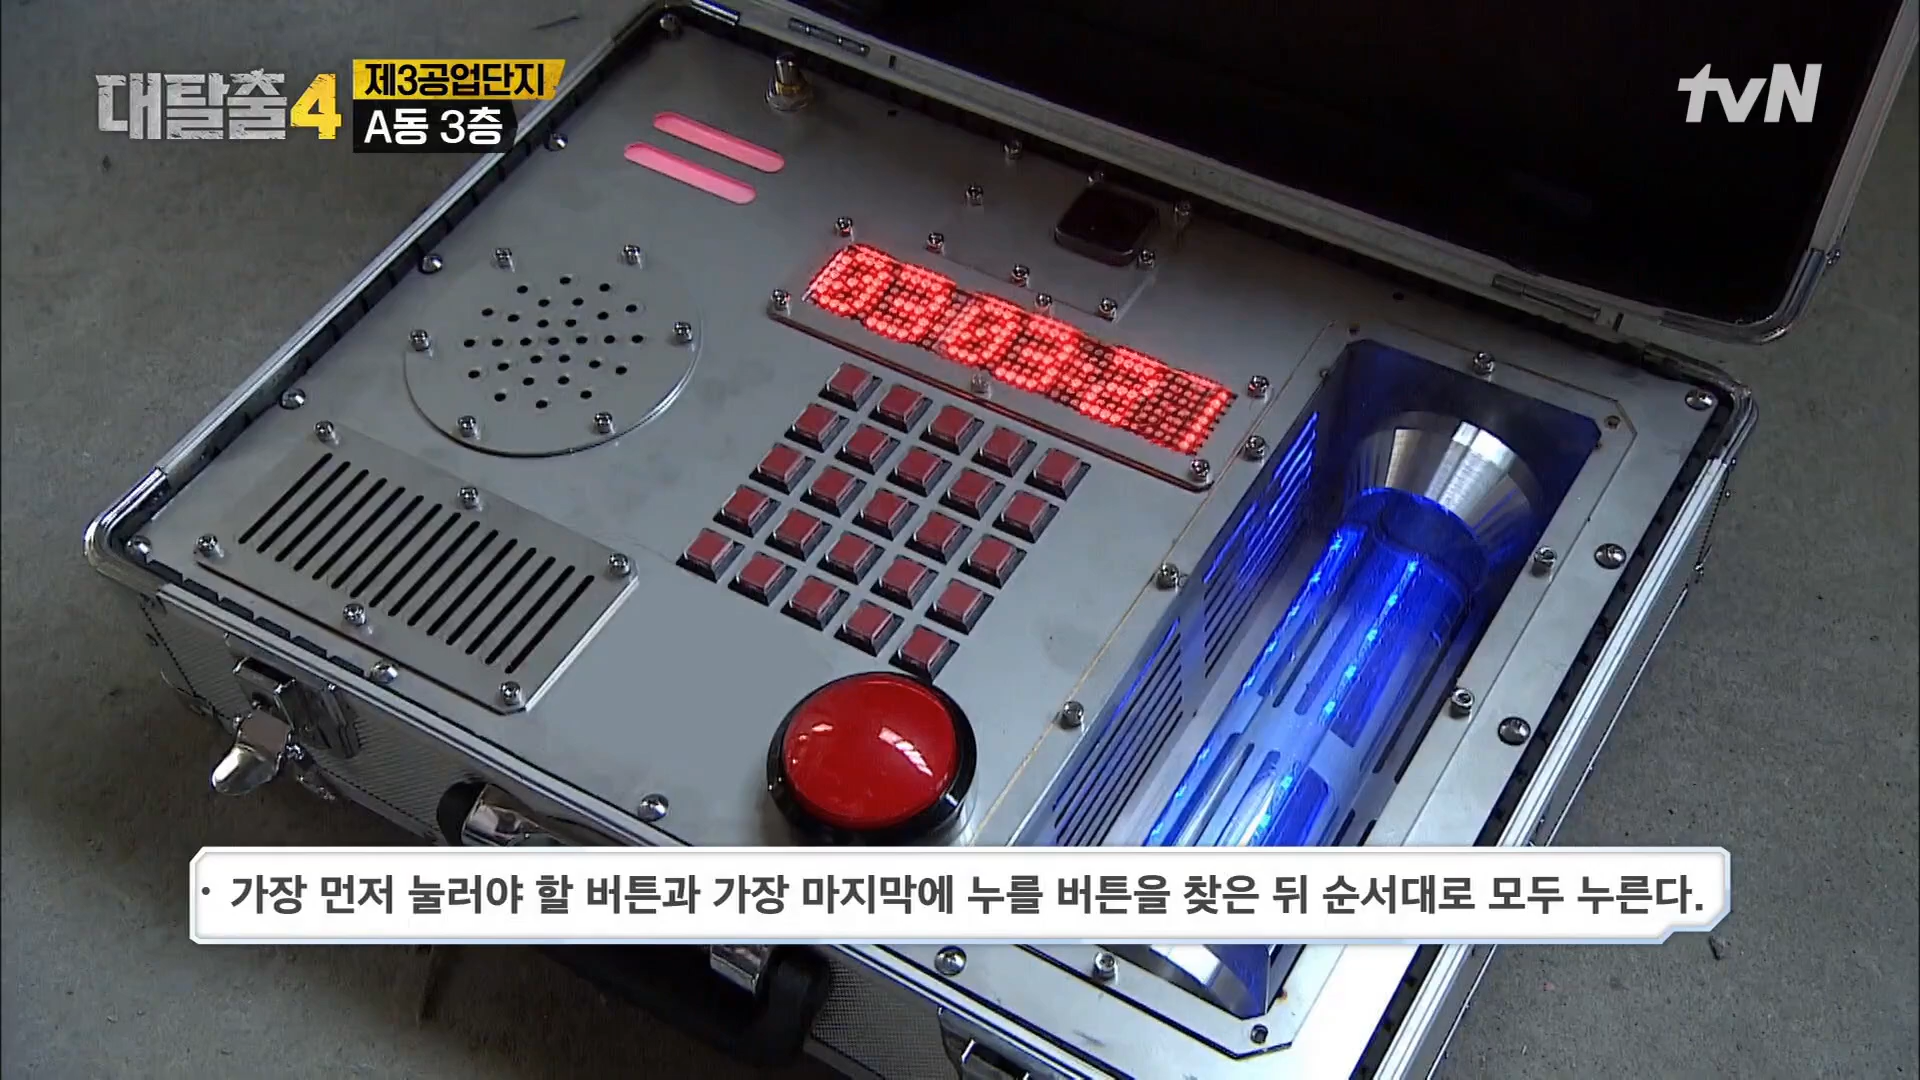 대탈출4
제3공업단지
A동 3층
tvN
· 가장 먼저 눌러야 할 버튼과 가장 마지막에 누를 버튼을 찾은 뒤 순서대로 모두 누른다.